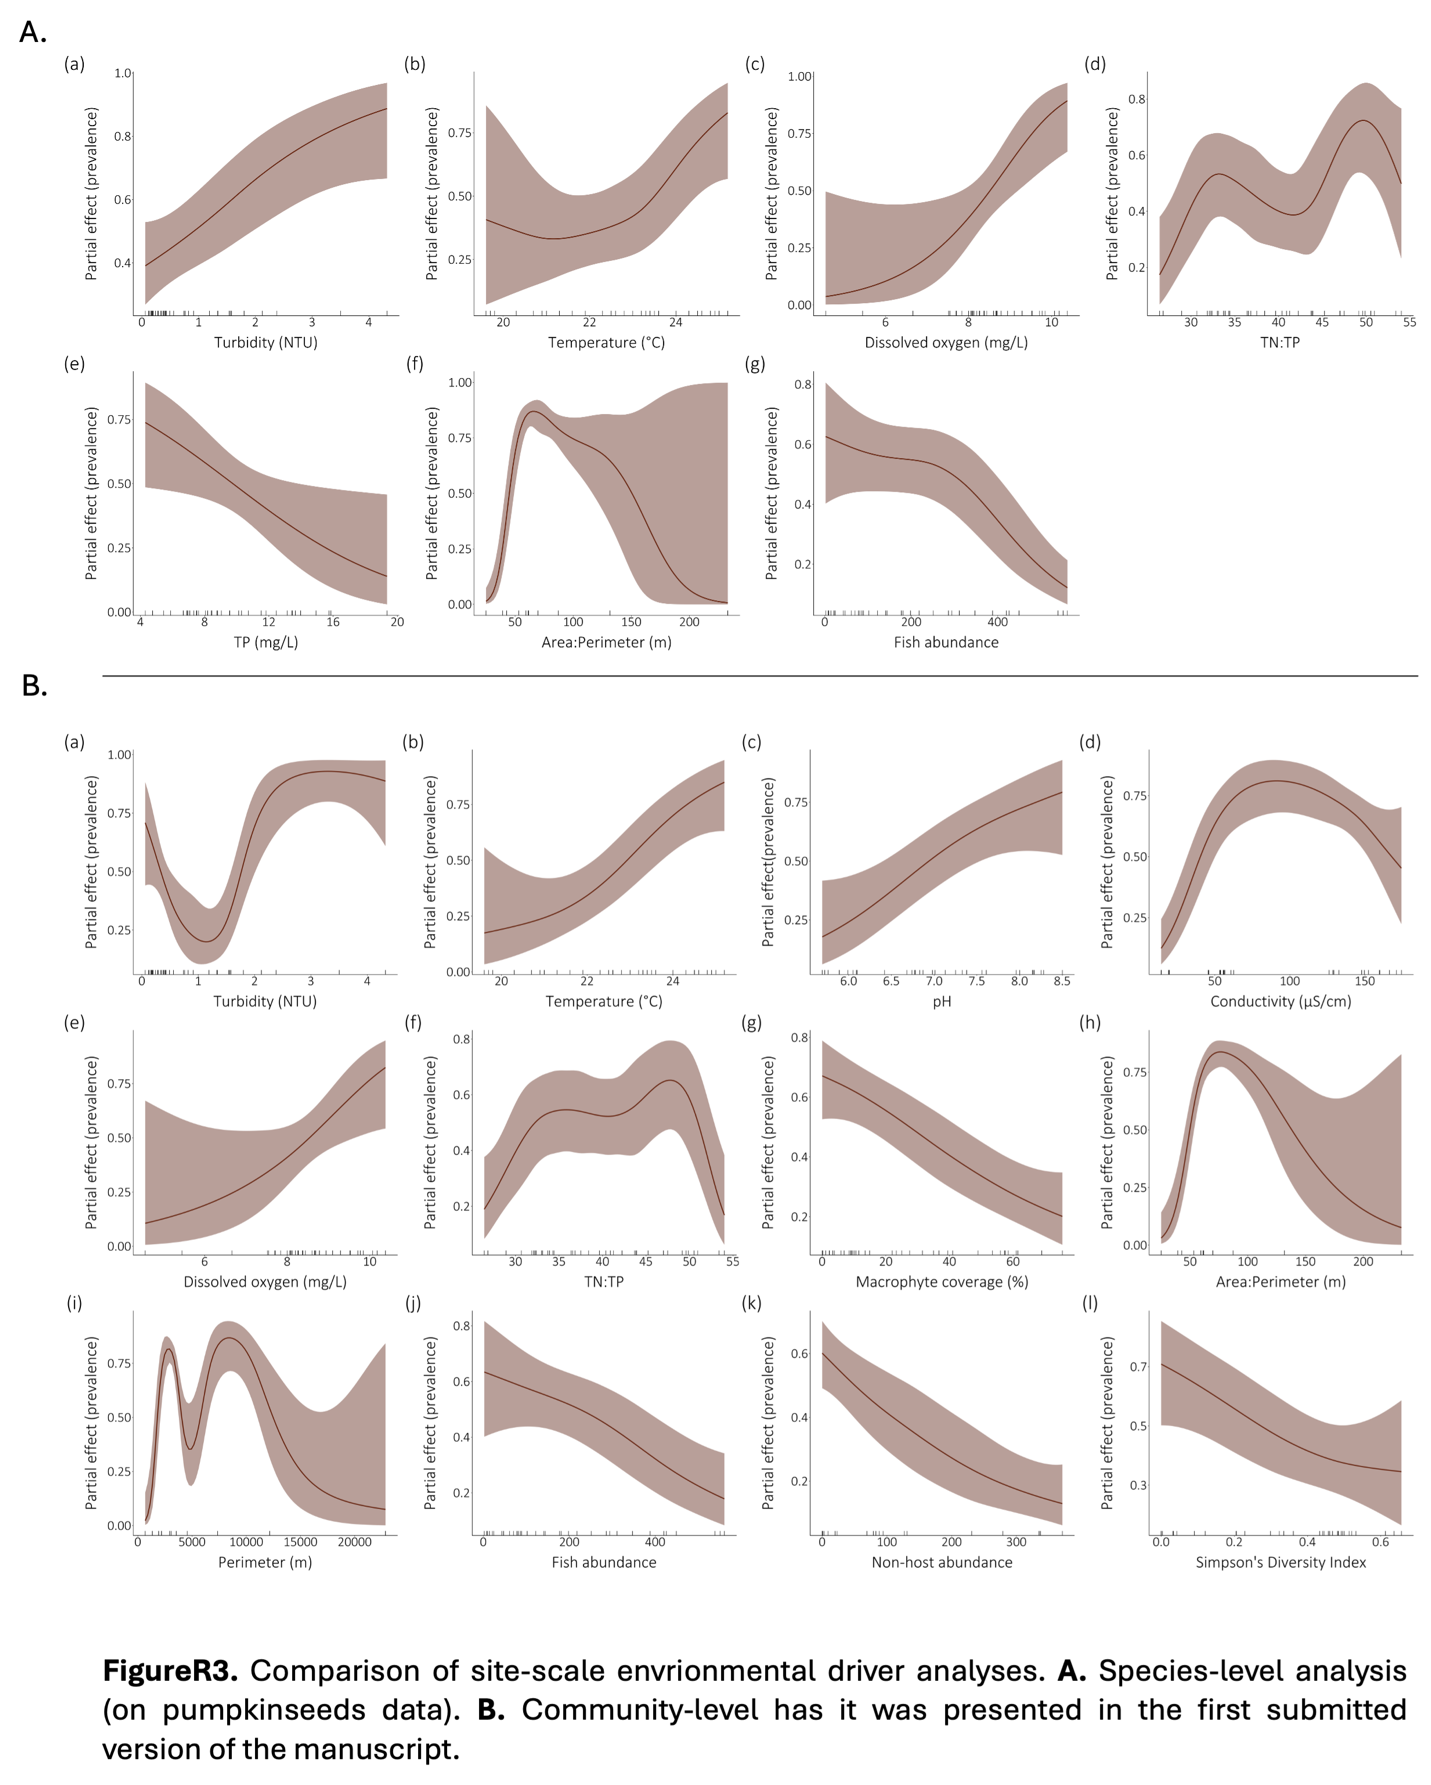 A.
(a)
(b)
(c)
(d)
Partial effect (prevalence)
1.0
0.8
0.6
0.4
0 1 2 3 4
Turbidity (NTU)
Partial effect (prevalence)
0.75
0.50
0.25
20 22 24
Temperature (°C)
Partial effect (prevalence)
1.00
0.75
0.50
0.25
0.00
6 8 10
Dissolved oxygen (mg/L)
Partial effect (prevalence)
0.8
0.6
0.4
0.2
30 35 40 45 50 55
TN:TP
(e)
(f)
(g)
Partial effect (prevalence)
0.75
0.50
0.25
0.00
4 8 12 16 20
TP (mg/L)
Partial effect (prevalence)
1.00
0.75
0.50
0.25
0.00
50 100 150 200
Area:Perimeter (m)
Partial effect (prevalence)
0.8
0.6
0.4
0.2
0 200 400
Fish abundance
B.
(a)
(b)
(c)
(d)
Partial effect (prevalence)
1.00
0.75
0.50
0.25
0 1 2 3 4
Turbidity (NTU)
Partial effect (prevalence)
0.75
0.50
0.25
0.00
20 22 24
Temperature (°C)
Partial effect(prevalence)
0.75
0.50
0.25
6.0 6.5 7.0 7.5 8.0 8.5
pH
Partial effect (prevalence)
0.75
0.50
0.25
50 100 150
Conductivity (µS/cm)
(e)
(f)
(g)
(h)
Partial effect (prevalence)
0.75
0.50
0.25
0.00
6 8 10
Dissolved oxygen (mg/L)
Partial effect (prevalence)
0.8
0.6
0.4
0.2
30 35 40 45 50 55
TN:TP
Partial effect (prevalence)
0.8
0.6
0.4
0.2
0 20 40 60
Macrophyte coverage (%)
Partial effect (prevalence)
0.75
0.50
0.25
0.00
50 100 150 200
Area:Perimeter (m)
(i)
(j)
(k)
(l)
Partial effect (prevalence)
0.75
0.50
0.25
0.00
0 5000 10000 15000 20000
Perimeter (m)
Partial effect (prevalence)
0.8
0.6
0.4
0.2
0 200 400
Fish abundance
Partial effect (prevalence)
0.6
0.4
0.2
0 100 200 300
Non-host abundance
Partial effect (prevalence)
0.7
0.5
0.3
0.0 0.2 0.4 0.6
Simpson's Diversity Index
FigureR3. Comparison of site-scale envrionmental driver analyses. A. Species-level analysis
(on pumpkinseeds data). B. Community-level has it was presented in the first submitted
version of the manuscript.